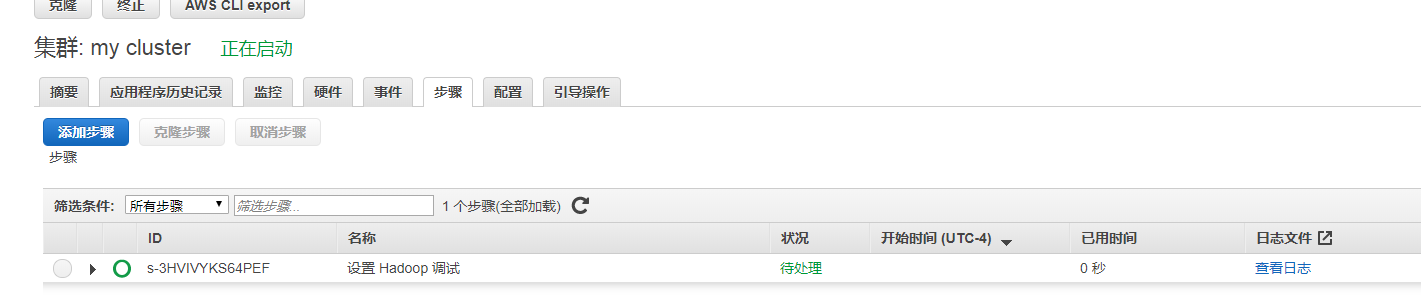 克隆 终止 AWS CLI export
集群: my cluster 正在启动
摘要 应用程序历史记录 监控 硬件 事件 步骤 配置 引导操作
添加步骤 克隆步骤 取消步骤
步骤
筛选条件: 所有步骤 筛选步骤... 1 个步骤(全部加载)
ID 名称 状况 开始时间 (UTC-4) 已用时间 日志文件
s-3HVIVYKS64PEF 设置 Hadoop 调试 待处理 0 秒 查看日志